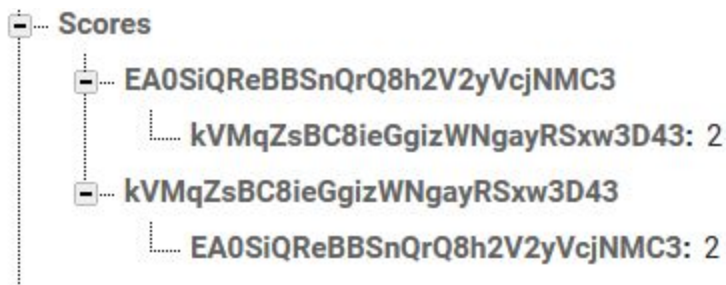 Scores
EA0SiQReBBSnQrQ8h2V2yVcjNMC3
kVMqZsBC8ieGgizWNgayRSxw3D43: 2
kVMqZsBC8ieGgizWNgayRSxw3D43
EA0SiQReBBSnQrQ8h2V2yVcjNMC3: 2